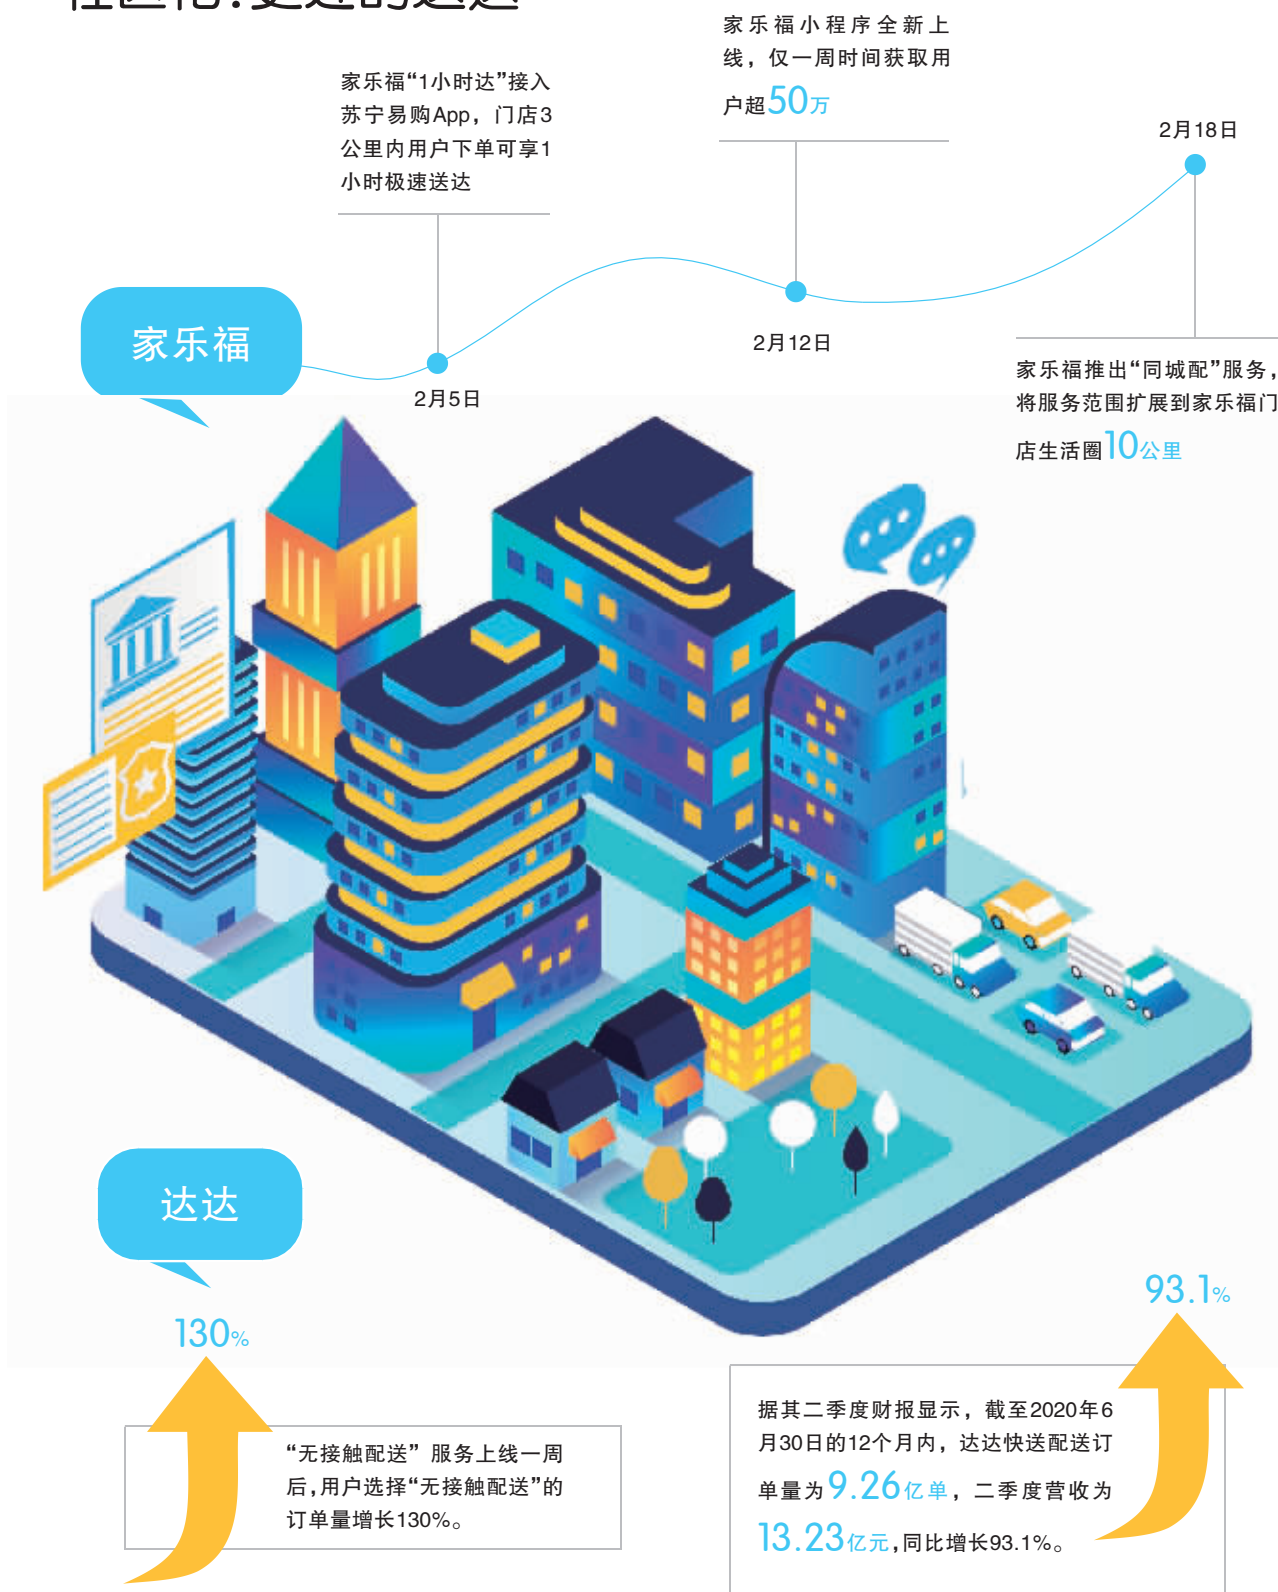 家乐福小程序全新上
线，仅一周时间获取用
户超50万
家乐福“1小时达”接入
苏宁易购App，门店3
公里内用户下单可享1
小时极速送达
2月18日
家乐福
2月12日
2月5日
家乐福推出“同城配”服务，
将服务范围扩展到家乐福门
店生活圈10公里
达达
130%
“无接触配送” 服务上线一周
后,用户选择“无接触配送”的
订单量增长130%。
93.1%
据其二季度财报显示，截至2020年6
月30日的12个月内，达达快送配送订
单量为9.26亿单，二季度营收为
13.23亿元,同比增长93.1%。